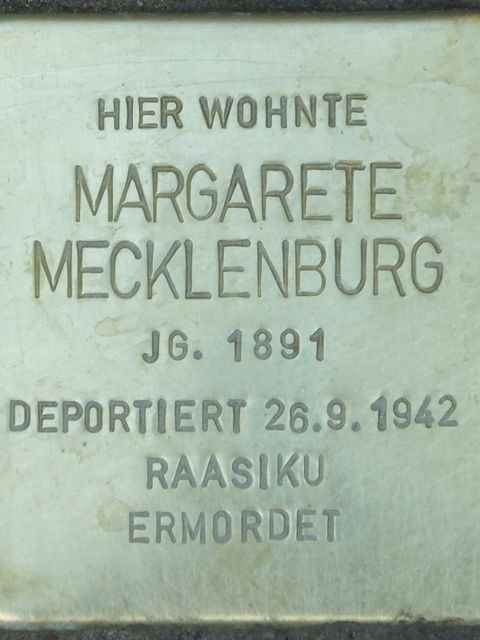 HIER WOHNTE
MARGARETE
MECKLENBURG
JG. 1891
DEPORTIERT 26.9.1942
RAASIKU
ERMORDET